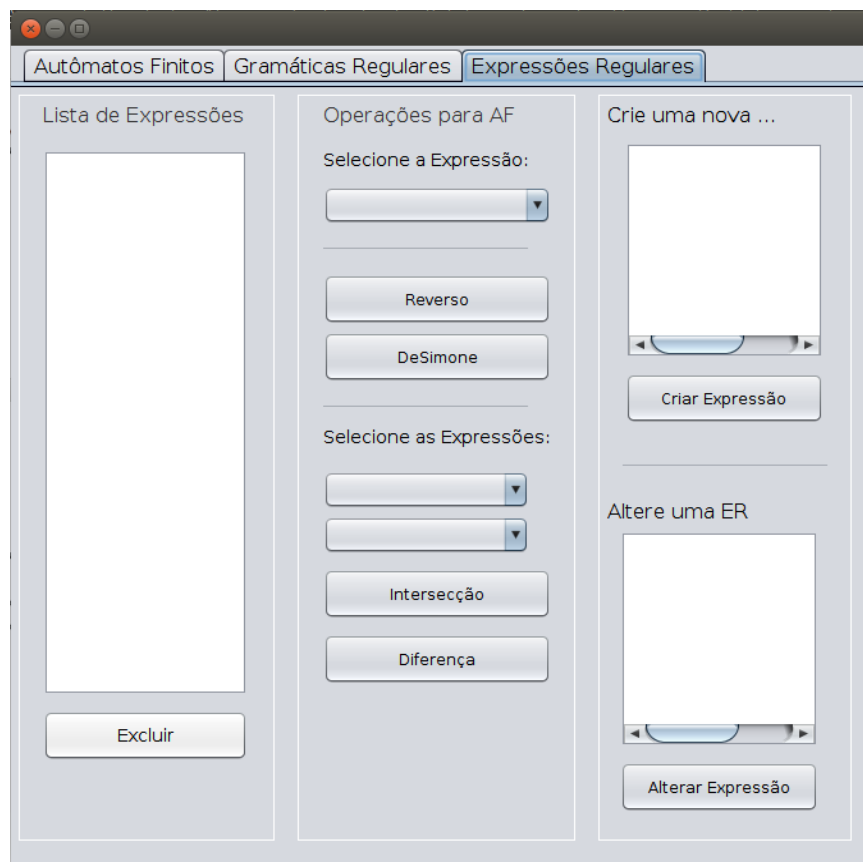 Autômatos Finitos
Gramáticas Regulares
Expressões Regulares
Lista de Expressões
Excluir
Operações para AF
Selecione a Expressão:
Reverso
DeSimone
Selecione as Expressões:
Intersecção
Diferença
Crie uma nova ...
Criar Expressão
Altere uma ER
Alterar Expressão